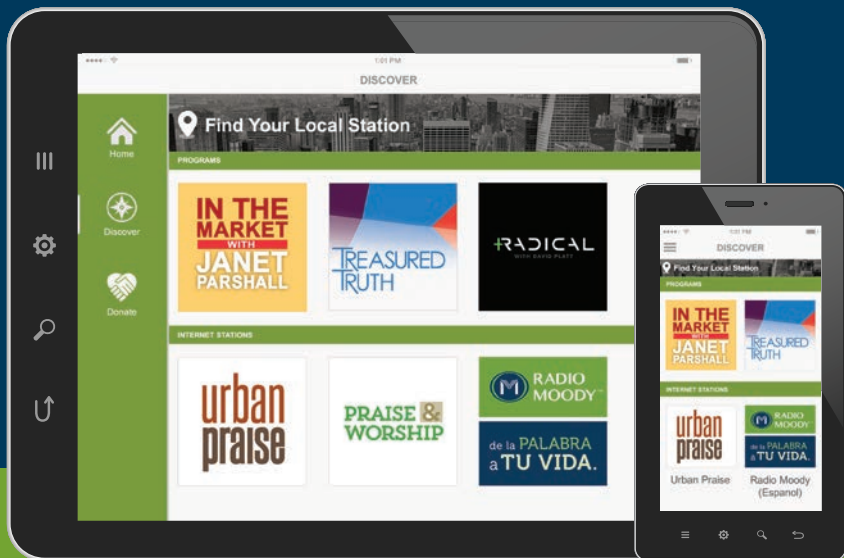 1:01 PM
DISCOVER
Home
Discover
Donate
Find Your Local Station
PROGRAMS
IN THE
MARKET
WITH
JANET
PARSHALL
TREASURED
TRUTH
RADICAL
WITH DAVID PLATT
INTERNET STATIONS
urban
praise
PRAISE &
WORSHIP
M RADIO
MOODY™
de la PALABRA
a TU VIDA.
1:01 PM
DISCOVER
Find Your Local Station
PROGRAMS
IN THE
MARKET
WITH
JANET
PARSHALL
TREASURED
TRUTH
INTERNET STATIONS
urban
praise
M RADIO
MOODY
de la PALABRA
a TU VIDA.
Urban Praise
Radio Moody
(Espanol)